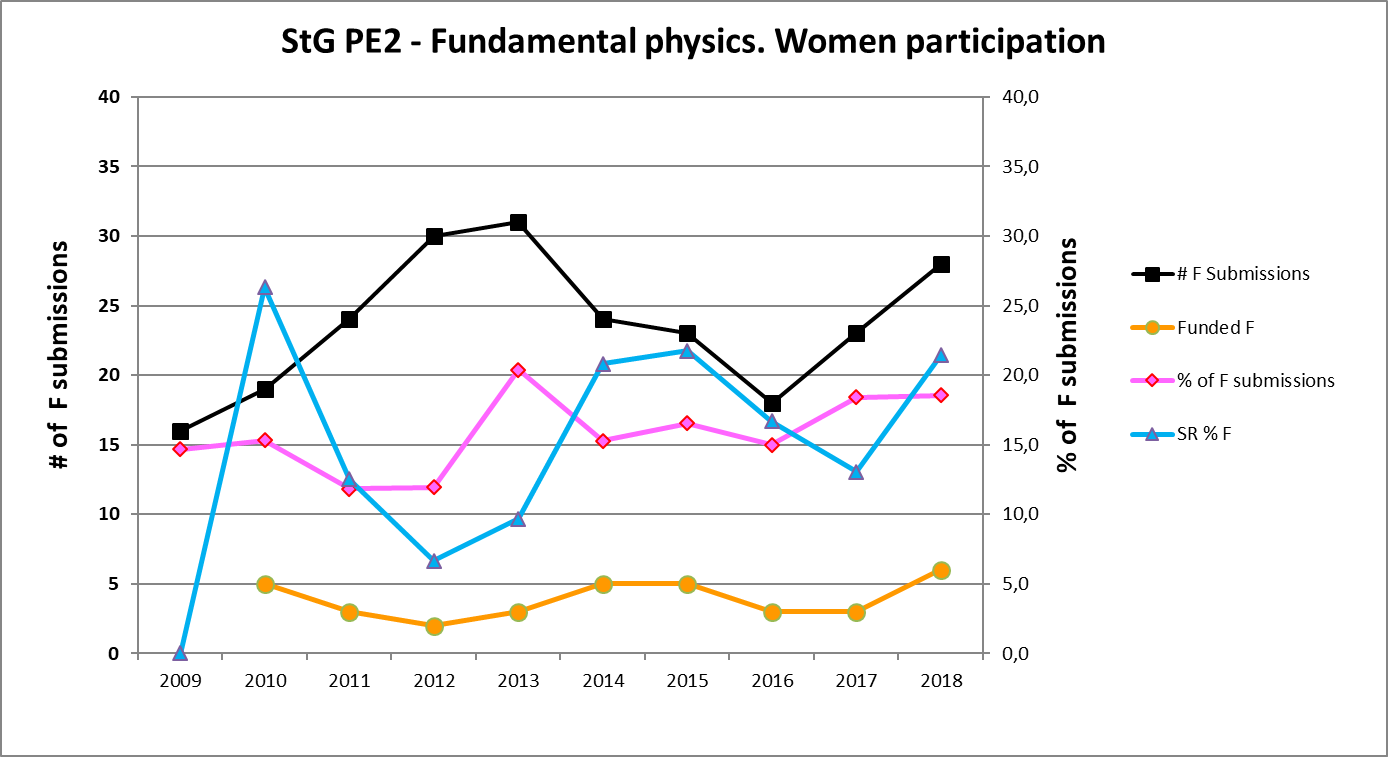 StG PE2 - Fundamental physics. Women participation
# of F submissions
40
35
30
25
20
15
10
5
0
40,0
35,0
30,0
25,0
20,0
15,0
10,0
5,0
0,0
% of F submissions
2009 2010 2011 2012 2013 2014 2015 2016 2017 2018
# F Submissions
Funded F
% of F submissions
SR % F